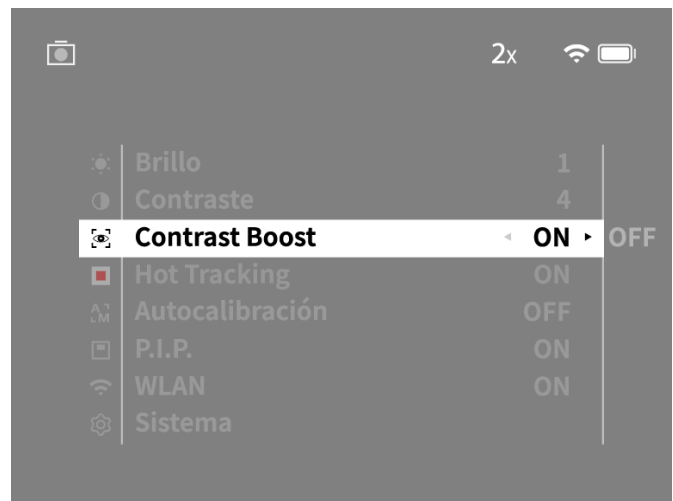 2x
Brillo 1
Contraste 4
Contrast Boost ON OFF
Hot Tracking ON
Autocalibración OFF
P.I.P. ON
WLAN ON
Sistema